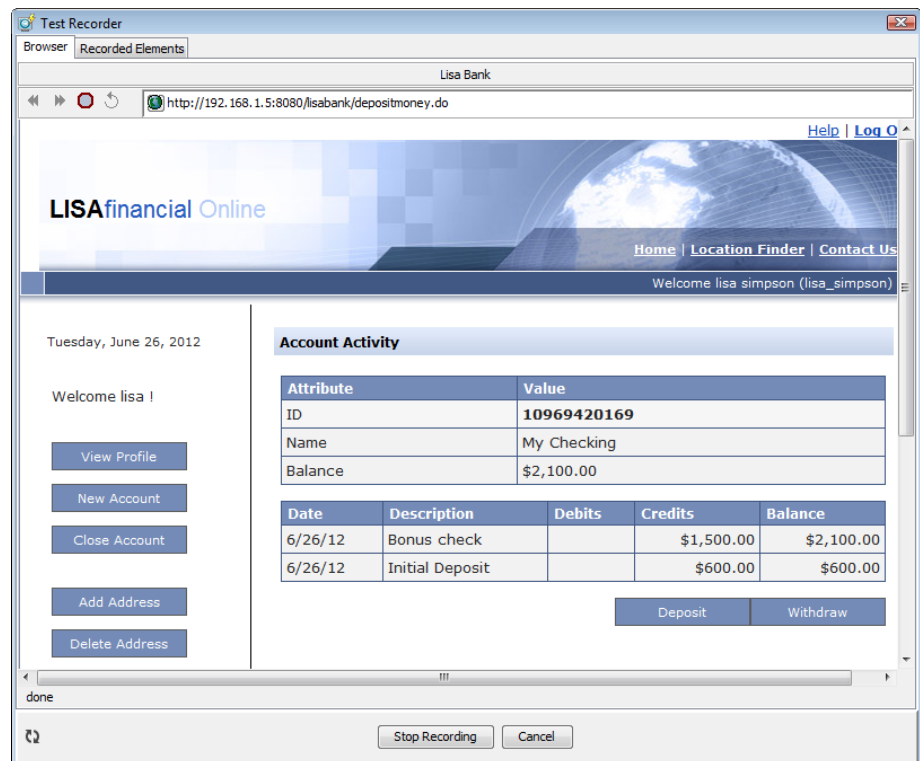 Test Recorder
Browser Recorded Elements
Lisa Bank
http://192.168.1.5:8080/lisabank/depositmoney.do
Help | Log O
LISAfinancial Online
Home | Location Finder | Contact Us
Welcome lisa simpson (lisa_simpson)
Tuesday, June 26, 2012
Welcome lisa !
View Profile
New Account
Close Account
Add Address
Delete Address
Account Activity
Attribute Value
ID 10969420169
Name My Checking
Balance $2,100.00
Date Description Debits Credits Balance
6/26/12 Bonus check $1,500.00 $2,100.00
6/26/12 Initial Deposit $600.00 $600.00
Deposit Withdraw
done
Stop Recording Cancel